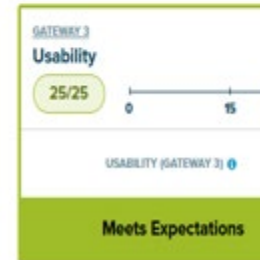 GATEWAY 3
Usability
25/25
0 15
USABILITY (GATEWAY 3) i
Meets Expectations